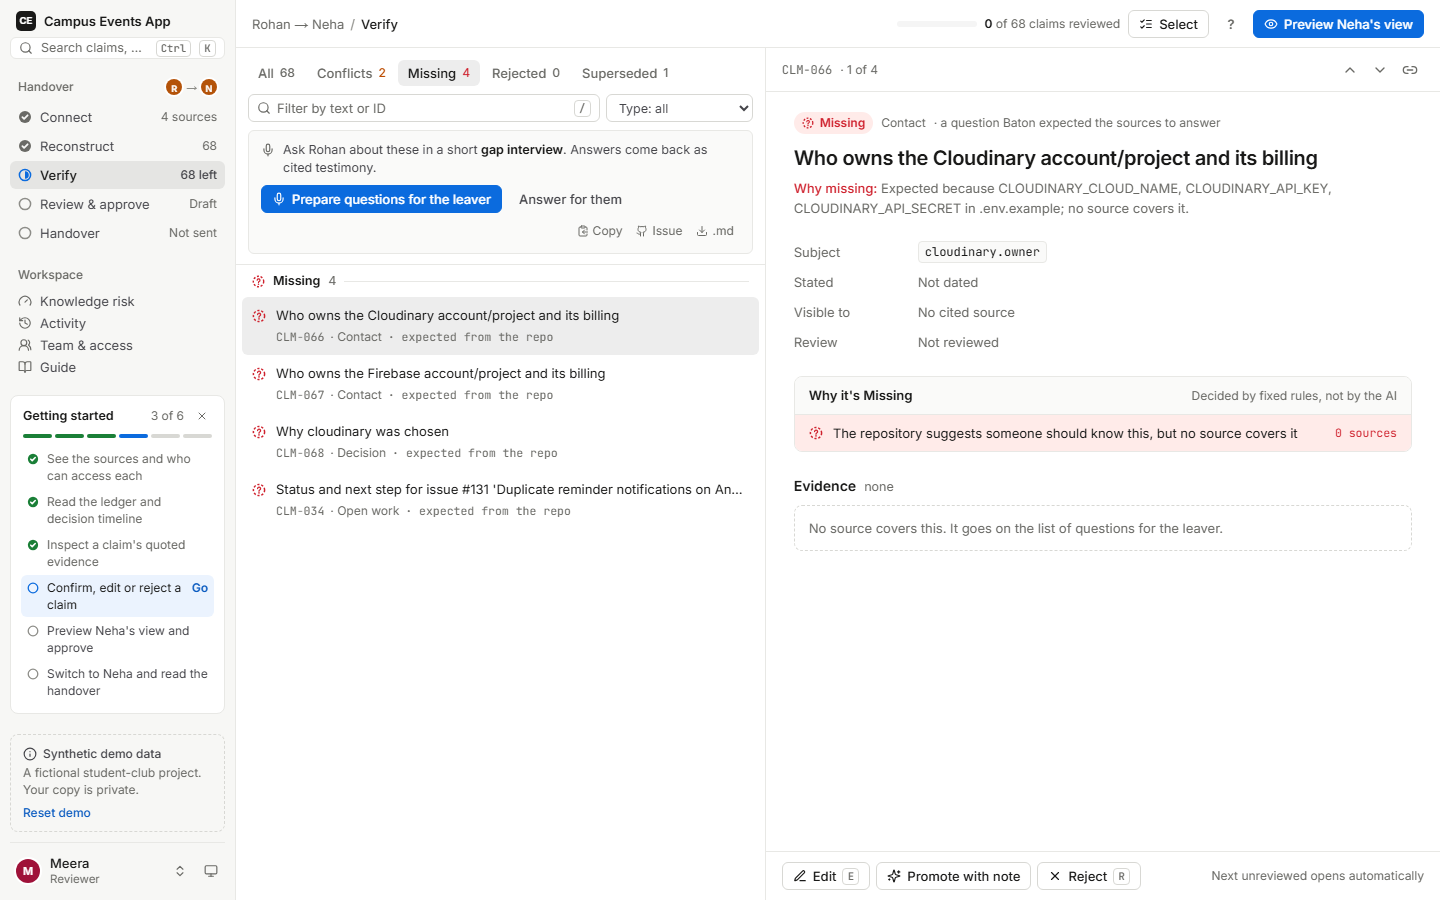 CE Campus Events App
Search claims, ... Ctrl K
Handover R → N
Connect 4 sources
Reconstruct 68
Verify 68 left
Review & approve Draft
Handover Not sent
Workspace
Knowledge risk
Activity
Team & access
Guide
Getting started 3 of 6
See the sources and who
can access each
Read the ledger and
decision timeline
Inspect a claim's quoted
evidence
Confirm, edit or reject a Go
claim
Preview Neha's view and
approve
Switch to Neha and read the
handover
Synthetic demo data
A fictional student-club project.
Your copy is private.
Reset demo
M Meera
Reviewer
Rohan → Neha / Verify
0 of 68 claims reviewed
Select
?
Preview Neha's view
All 68 Conflicts 2 Missing 4 Rejected 0 Superseded 1
Filter by text or ID /
Type: all
Ask Rohan about these in a short gap interview. Answers come back as
cited testimony.
Prepare questions for the leaver Answer for them
Copy Issue .md
Missing 4
Who owns the Cloudinary account/project and its billing
CLM-066 · Contact · expected from the repo
Who owns the Firebase account/project and its billing
CLM-067 · Contact · expected from the repo
Why cloudinary was chosen
CLM-068 · Decision · expected from the repo
Status and next step for issue #131 'Duplicate reminder notifications on An...
CLM-034 · Open work · expected from the repo
CLM-066 · 1 of 4
Missing Contact · a question Baton expected the sources to answer
Who owns the Cloudinary account/project and its billing
Why missing: Expected because CLOUDINARY_CLOUD_NAME, CLOUDINARY_API_KEY,
CLOUDINARY_API_SECRET in .env.example; no source covers it.
Subject cloudinary.owner
Stated Not dated
Visible to No cited source
Review Not reviewed
Why it's Missing Decided by fixed rules, not by the AI
The repository suggests someone should know this, but no source covers it 0 sources
Evidence none
No source covers this. It goes on the list of questions for the leaver.
Edit E
Promote with note
Reject R
Next unreviewed opens automatically